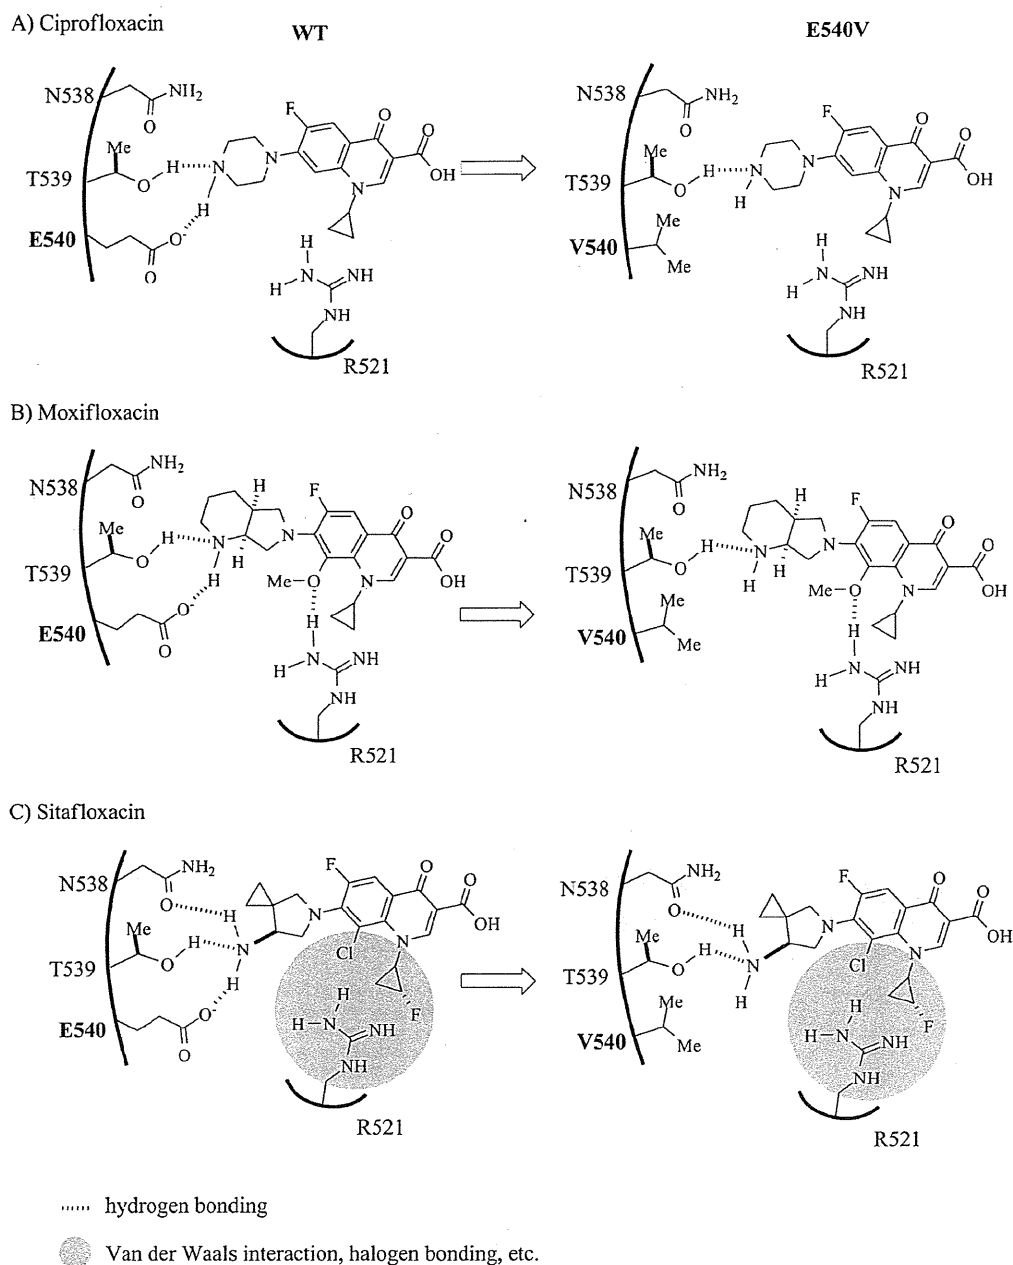 A) Ciprofloxacin
WT
E540V
N538
NH2
O
Me
T539
O
H
N
N
F
O
O
OH
N
H
E540
O-
O
H
H
N
NH
NH
R521
N538
NH2
O
Me
T539
O
H
N
H
N
F
O
O
OH
N
V540
Me
Me
H
H
N
NH
NH
R521
B) Moxifloxacin
N538
NH2
O
H
F
O
O
OH
Me
T539
O
H
N
H
N
H
Me
O
N
E540
O-
O
H
H
N
NH
NH
R521
N538
NH2
O
H
F
O
O
OH
Me
T539
O
H
N
H
N
H
Me
O
N
V540
Me
Me
H
H
N
NH
NH
R521
C) Sitafloxacin
N538
NH2
O
H
F
O
O
OH
Me
T539
O
H
N
H
N
Cl
N
F
E540
O-
O
H
H
N
NH
NH
R521
N538
NH2
O
H
F
O
O
OH
Me
T539
O
H
N
H
N
Cl
N
F
V540
Me
Me
H
H
N
NH
NH
R521
hydrogen bonding
Van der Waals interaction, halogen bonding, etc.